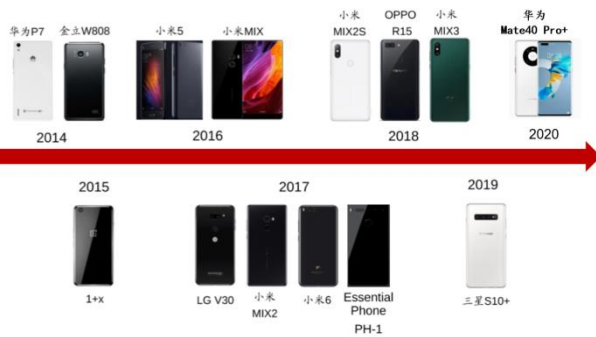 华为P7
金立W808
小米5
小米MIX
小米
MIX2S
OPPO
R15
小米
MIX3
华为
Mate40 Pro+
2014
2016
2018
2020
2015
2017
2019
1+x
LG V30
小米
MIX2
小米6
Essential
Phone
PH-1
三星S10+